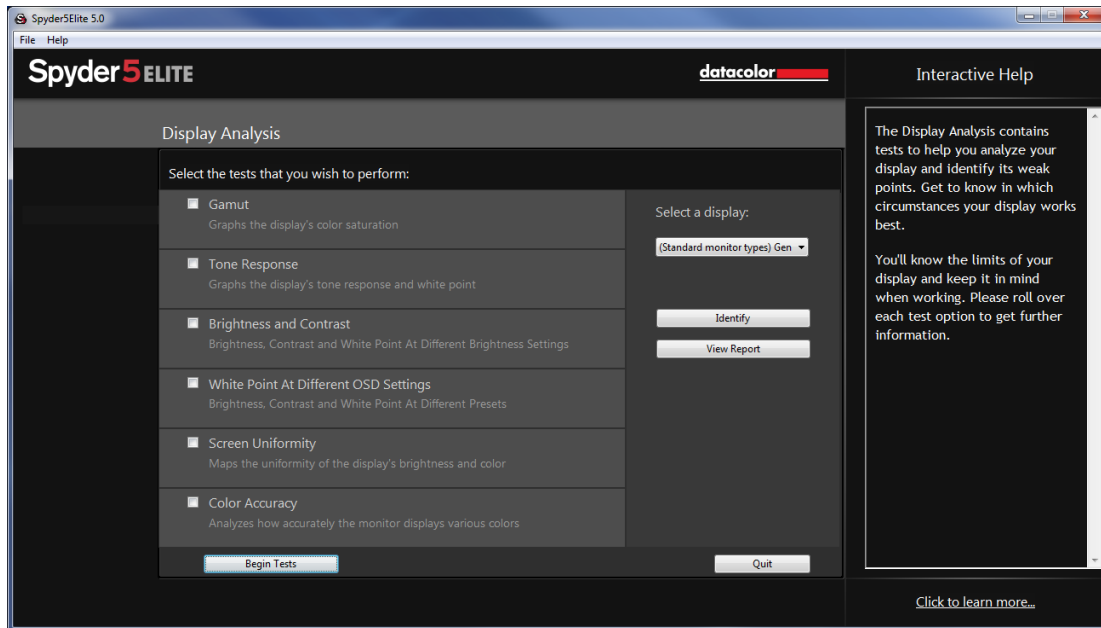 Spyder5Elite 5.0
File Help
Spyder5ELITE
datacolor
Interactive Help
Display Analysis
Select the tests that you wish to perform:
Gamut
Graphs the display's color saturation
Tone Response
Graphs the display's tone response and white point
Brightness and Contrast
Brightness, Contrast and White Point At Different Brightness Settings
White Point At Different OSD Settings
Brightness, Contrast and White Point At Different Presets
Screen Uniformity
Maps the uniformity of the display's brightness and color
Color Accuracy
Analyzes how accurately the monitor displays various colors
Select a display:
(Standard monitor types) Gen
Identify
View Report
Begin Tests
Quit
The Display Analysis contains
tests to help you analyze your
display and identify its weak
points. Get to know in which
circumstances your display works
best.
You'll know the limits of your
display and keep it in mind
when working. Please roll over
each test option to get further
information.
Click to learn more...